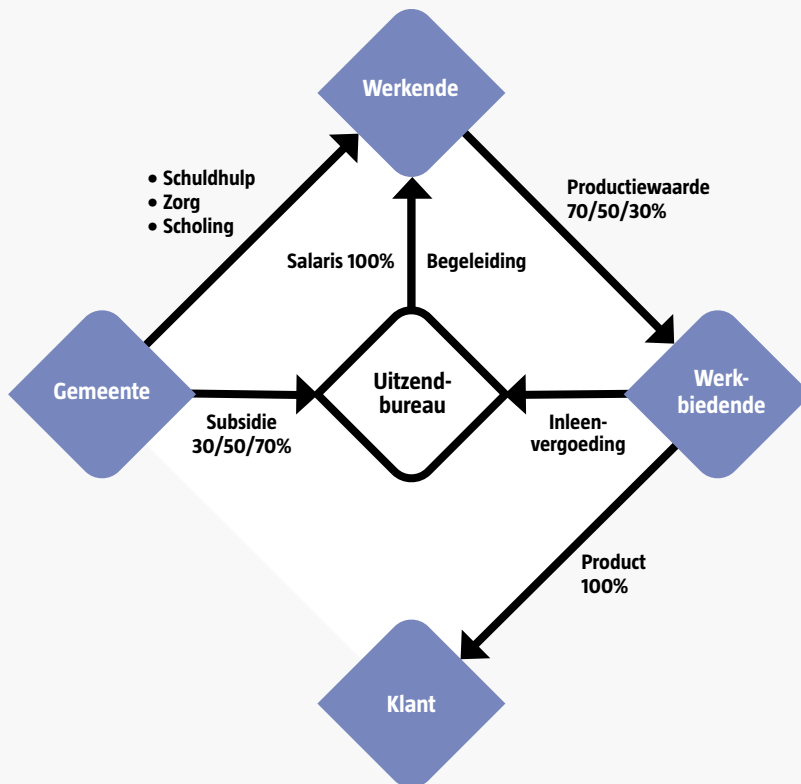 Werkende
• Schuldhulp
• Zorg
• Scholing
Productiewaarde
70/50/30%
Salaris 100%
Begeleiding
Gemeente
Uitzend-
bureau
Werk-
biedende
Subsidie
30/50/70%
Inleen-
vergoeding
Product
100%
Klant